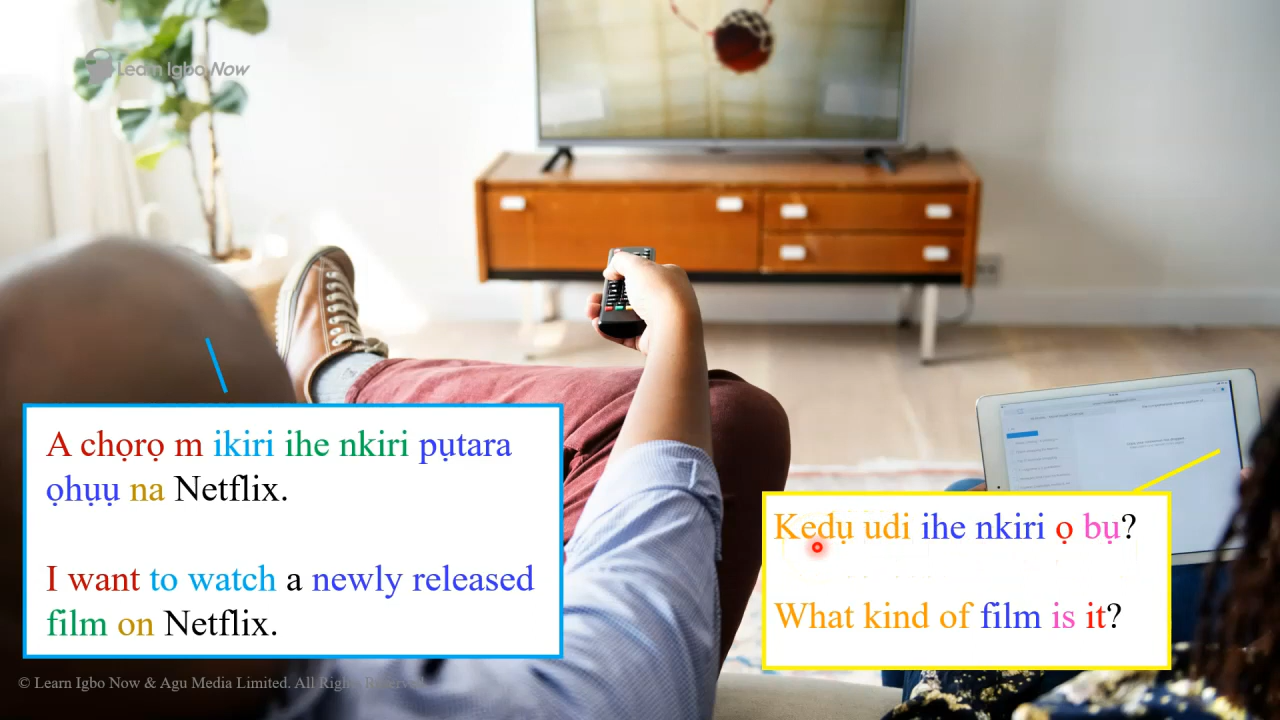 Learn Igbo Now
A chọrọ m ikiri ihe nkiri pụtara
ọhụụ na Netflix.
I want to watch a newly released
film on Netflix.
Kedụ udi ihe nkiri ọ bụ?
What kind of film is it?
© Learn Igbo Now & Agu Media Limited. All Rights Reserved